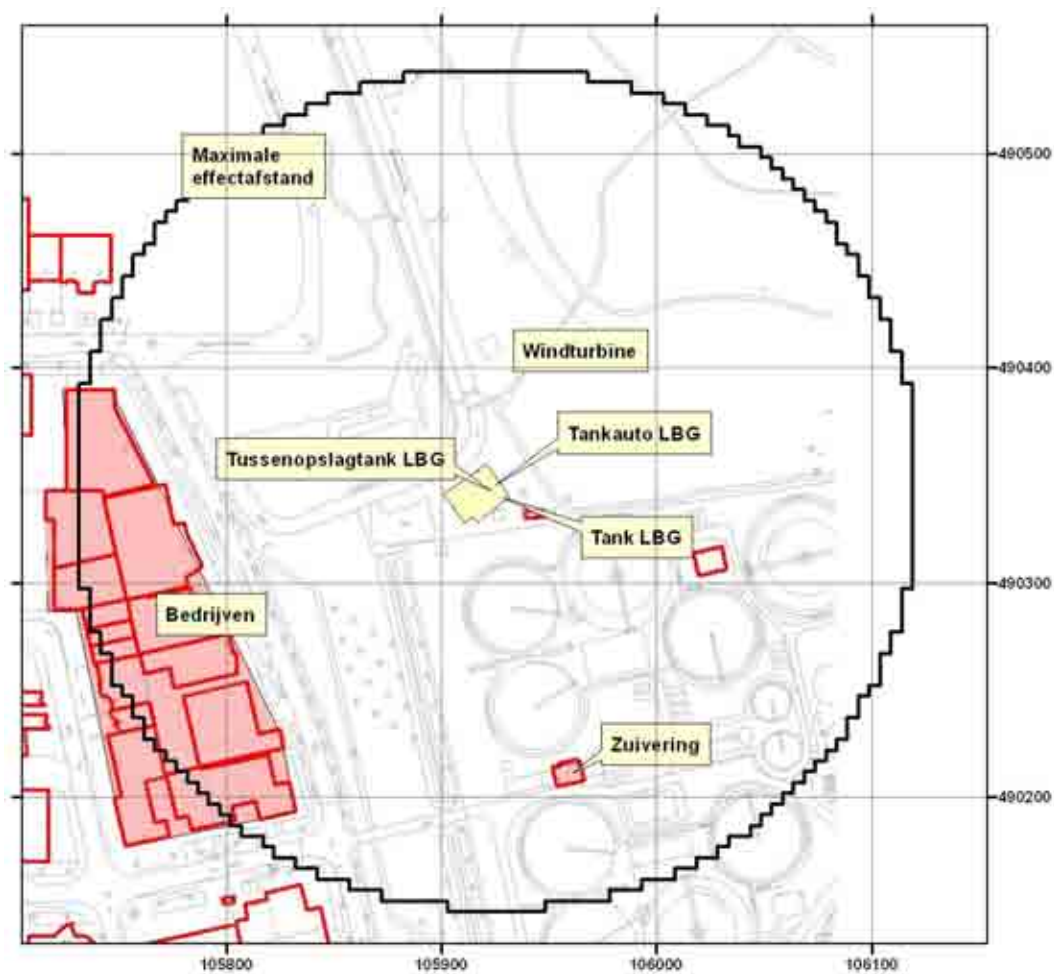 Maximale
effectafstand
490500
Windturbine
490400
Tankauto LBG
Tussenopslagtank LBG
Tank LBG
490300
Bedrijven
Zuivering
490200
105800
105900
106000
106100